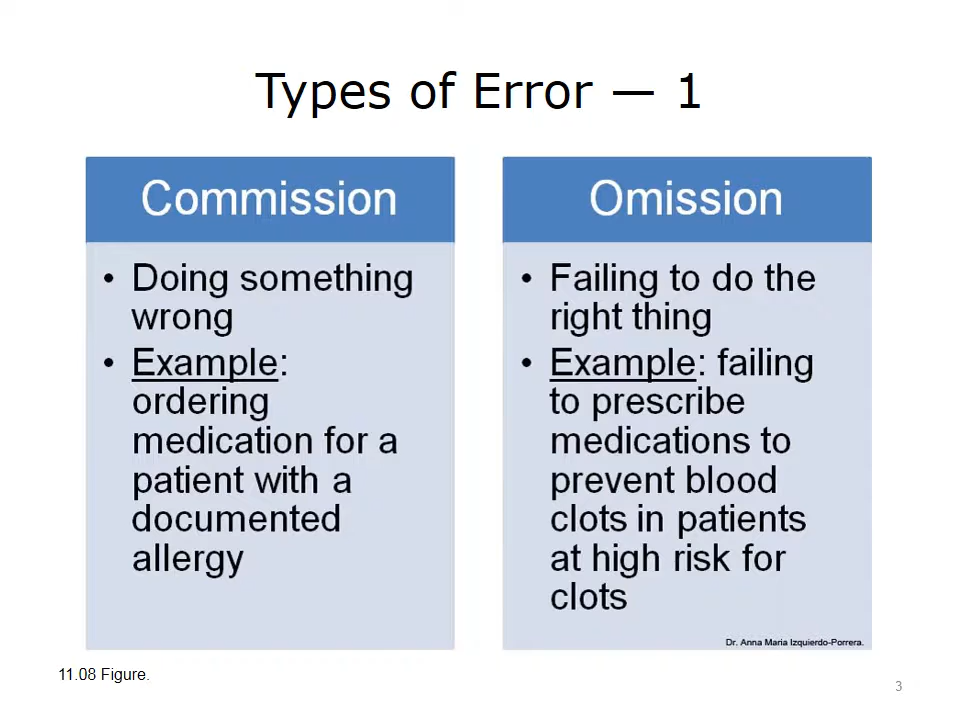 Types of Error — 1
Commission
• Doing something
wrong
• Example:
ordering
medication for a
patient with a
documented
allergy
Omission
• Failing to do the
right thing
• Example: failing
to prescribe
medications to
prevent blood
clots in patients
at high risk for
clots
Dr. Anna Maria Izquierdo-Porrera.
11.08 Figure.
3